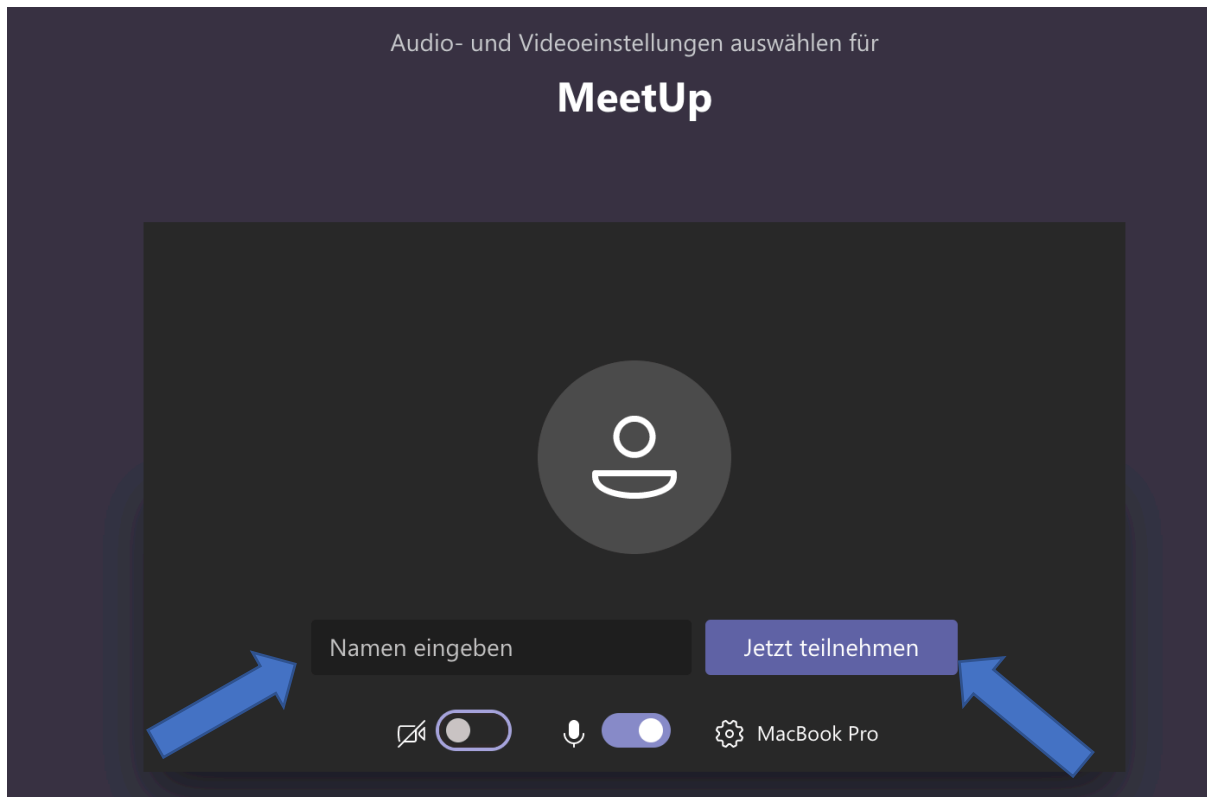 Audio- und Videoeinstellungen auswählen für
MeetUp
Namen eingeben
Jetzt teilnehmen
MacBook Pro